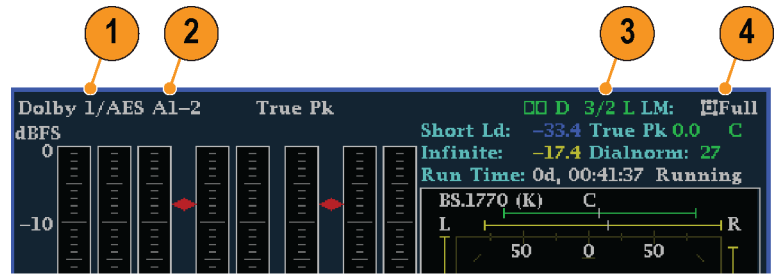 1 2 3 4
Dolby 1/AES A1-2 True Pk D 3/2 L LM: Full
dBFS Short Ld: -33.4 True Pk 0.0 C
0 Infinite: -17.4 Dialnorm: 27
Run Time: 0d, 00:41:37 Running
BS.1770 (K) C
-10 L R
50 0 50